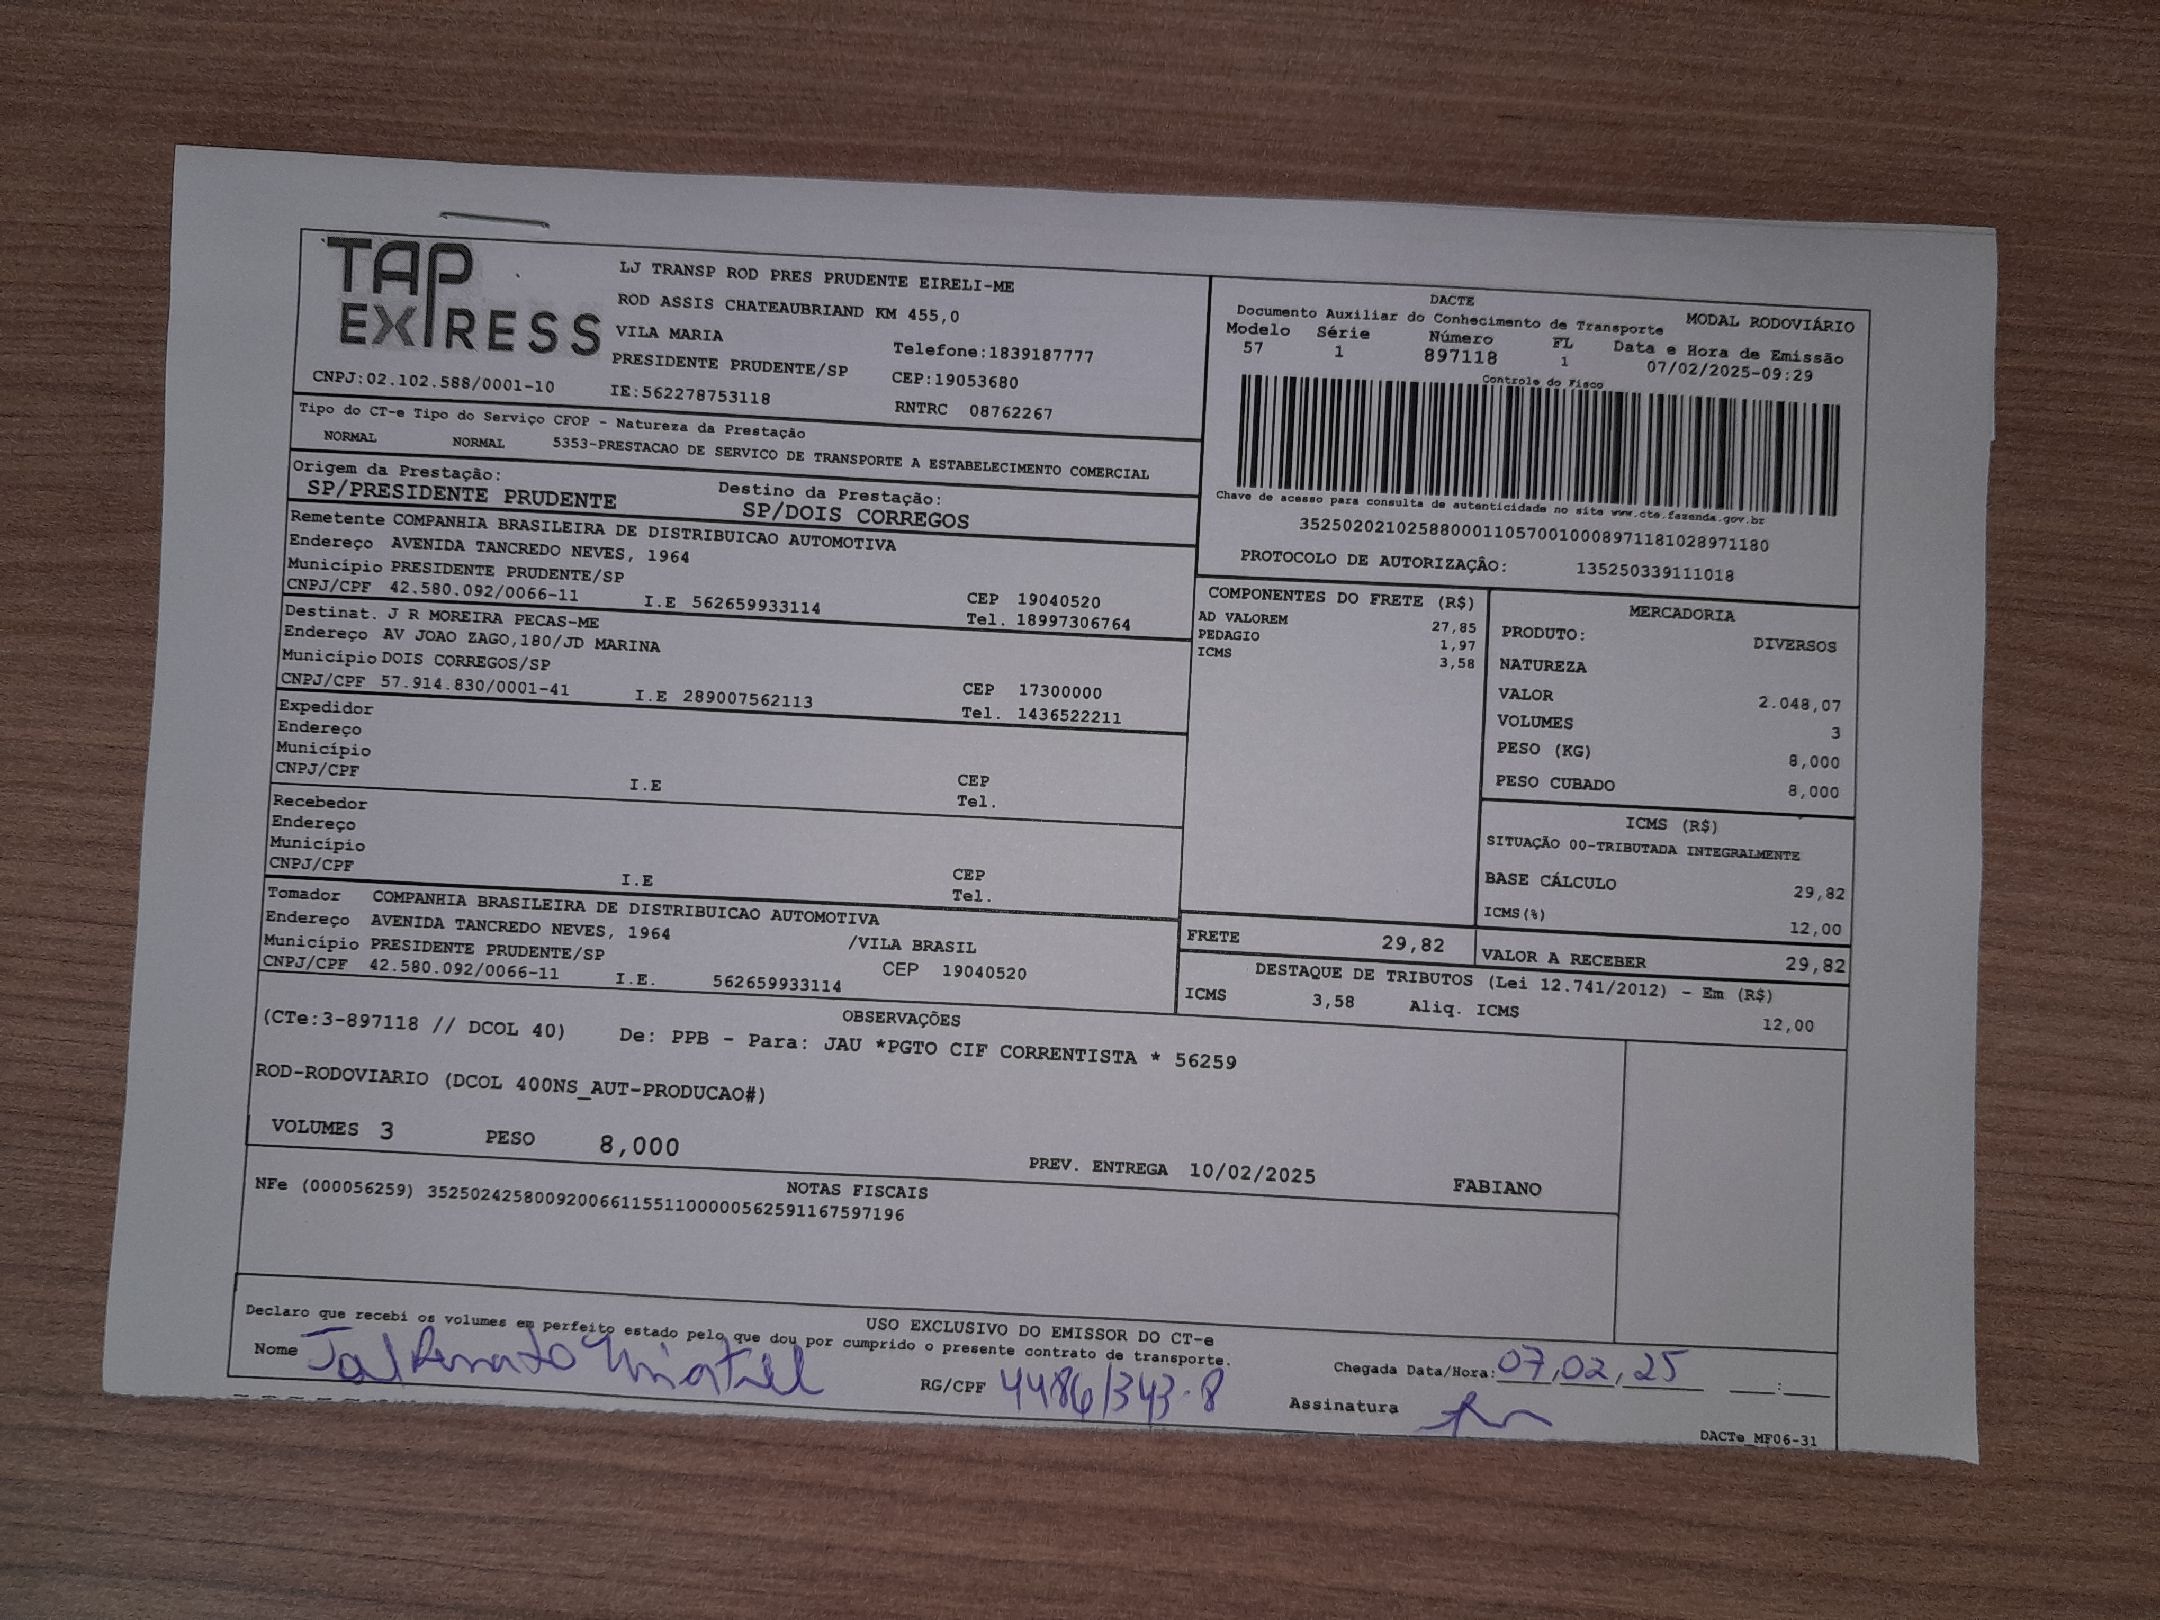 TAP EXPRESS
LJ TRANSP ROD PRES PRUDENTE EIRELI-ME
ROD ASSIS CHATEAUBRIAND KM 455,0
VILA MARIA
Telefone:1839187777
PRESIDENTE PRUDENTE/SP
CEP:19053680
CNPJ:02.102.588/0001-10
IE:562278753118
RNTRC 08762267
DACTE
Documento Auxiliar do Conhecimento de Transporte
MODAL RODOVIÁRIO
Modelo Série Número FL Data e Hora de Emissão
57 1 897118 1 07/02/2025-09:29
Controle do Fisco
Chave de acesso para consulta de autenticidade no site www.cte.fazenda.gov.br
35250202102588000110570010008971181028971180
PROTOCOLO DE AUTORIZAÇÃO: 135250339111018
Tipo do CT-e Tipo do Serviço CFOP - Natureza da Prestação
NORMAL NORMAL 5353-PRESTACAO DE SERVICO DE TRANSPORTE A ESTABELECIMENTO COMERCIAL
Origem da Prestação: Destino da Prestação:
SP/PRESIDENTE PRUDENTE SP/DOIS CORREGOS
Remetente COMPANHIA BRASILEIRA DE DISTRIBUICAO AUTOMOTIVA
Endereço AVENIDA TANCREDO NEVES, 1964
Município PRESIDENTE PRUDENTE/SP CEP 19040520
CNPJ/CPF 42.580.092/0066-11 I.E 562659933114 Tel. 18997306764
Destinat. J R MOREIRA PECAS-ME
Endereço AV JOAO ZAGO,180/JD MARINA
Município DOIS CORREGOS/SP CEP 17300000
CNPJ/CPF 57.914.830/0001-41 I.E 289007562113 Tel. 1436522211
Expedidor
Endereço
Município CEP
CNPJ/CPF I.E Tel.
Recebedor
Endereço
Município CEP
CNPJ/CPF I.E Tel.
Tomador COMPANHIA BRASILEIRA DE DISTRIBUICAO AUTOMOTIVA
Endereço AVENIDA TANCREDO NEVES, 1964 /VILA BRASIL
Município PRESIDENTE PRUDENTE/SP CEP 19040520
CNPJ/CPF 42.580.092/0066-11 I.E. 562659933114
COMPONENTES DO FRETE (R$)
AD VALOREM 27,85
PEDAGIO 1,97
ICMS 3,58
MERCADORIA
PRODUTO: DIVERSOS
NATUREZA
VALOR 2.048,07
VOLUMES 3
PESO (KG) 8,000
PESO CUBADO 8,000
ICMS (R$)
SITUAÇÃO 00-TRIBUTADA INTEGRALMENTE
BASE CÁLCULO 29,82
ICMS(%) 12,00
FRETE 29,82 VALOR A RECEBER 29,82
DESTAQUE DE TRIBUTOS (Lei 12.741/2012) - Em (R$)
ICMS 3,58 Aliq. ICMS 12,00
OBSERVAÇÕES
(CTe:3-897118 // DCOL 40) De: PPB - Para: JAU *PGTO CIF CORRENTISTA * 56259
ROD-RODOVIARIO (DCOL 400NS_AUT-PRODUCAO#)
VOLUMES 3 PESO 8,000 PREV. ENTREGA 10/02/2025 FABIANO
NOTAS FISCAIS
NFe (000056259) 35250242580092006611551100000562591167597196
USO EXCLUSIVO DO EMISSOR DO CT-e
Declaro que recebi os volumes em perfeito estado pelo que dou por cumprido o presente contrato de transporte.
Nome RG/CPF 44861343-8
Chegada Data/Hora: 07,02,25 __:__
Assinatura
DACTe_MF06-31